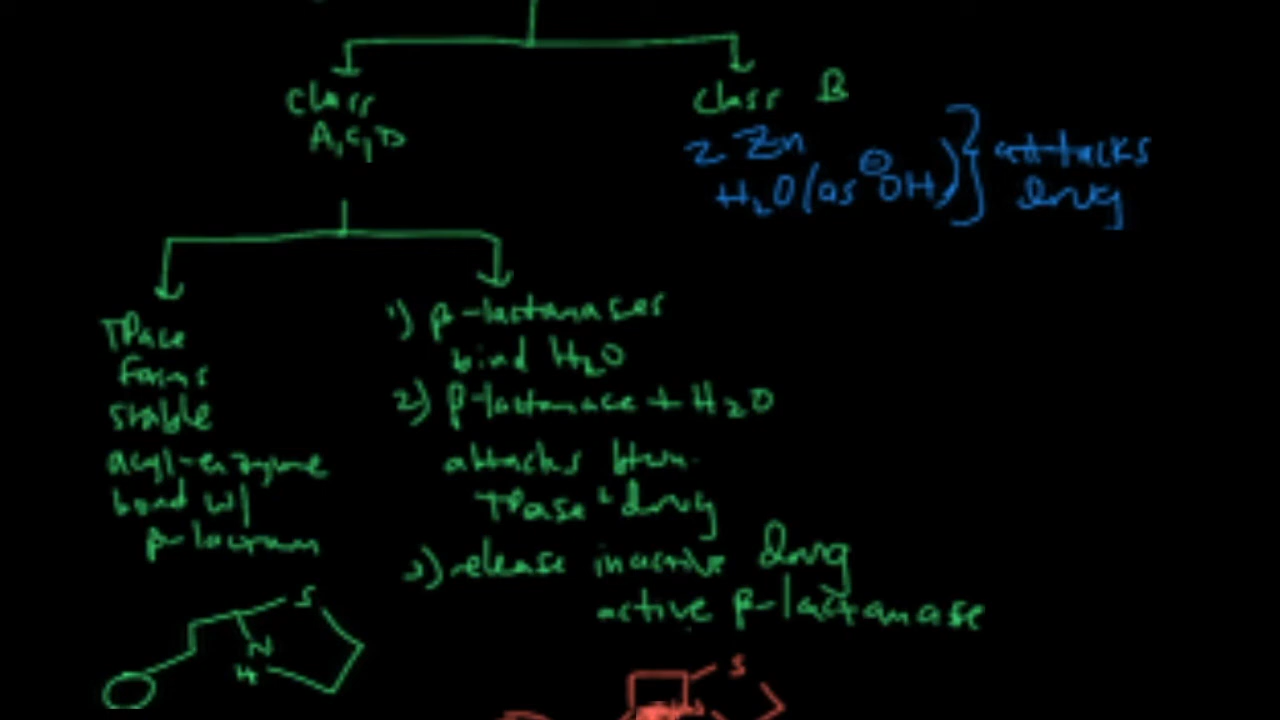 Class
A, C, D
Class B
2 Zn
H₂O (as ⊖OH)
attacks
drug
TPase
forms
stable
acyl-enzyme
bond w/
β-lactam
1) β-lactamases
bind H₂O
2) β-lactamase + H₂O
attacks btwn.
TPase + drug
3) release inactive drug
active β-lactamase
S
N
H
S